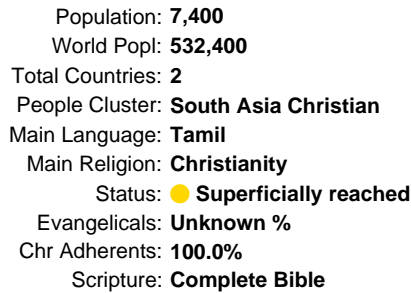 Population: 7,400
World Popl: 532,400
Total Countries: 2
People Cluster: South Asia Christian
Main Language: Tamil
Main Religion: Christianity
Status: Superficially reached
Evangelicals: Unknown %
Chr Adherents: 100.0%
Scripture: Complete Bible